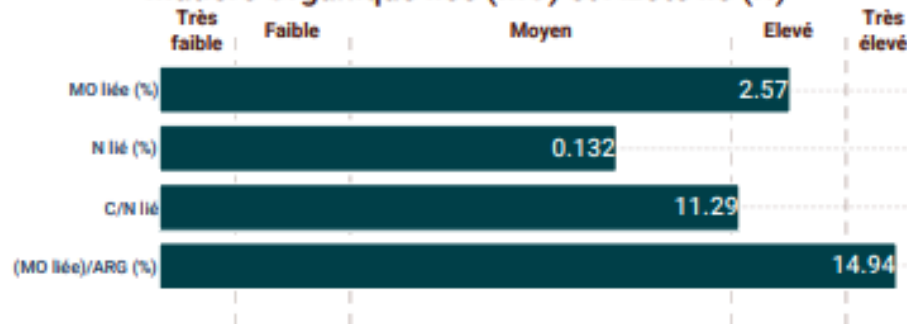 Très faible
Faible
Moyen
Elevé
Très élevé
MO liée (%)
2.57
N lié (%)
0.132
C/N lié
11.29
(MO liée)/ARG (%)
14.94